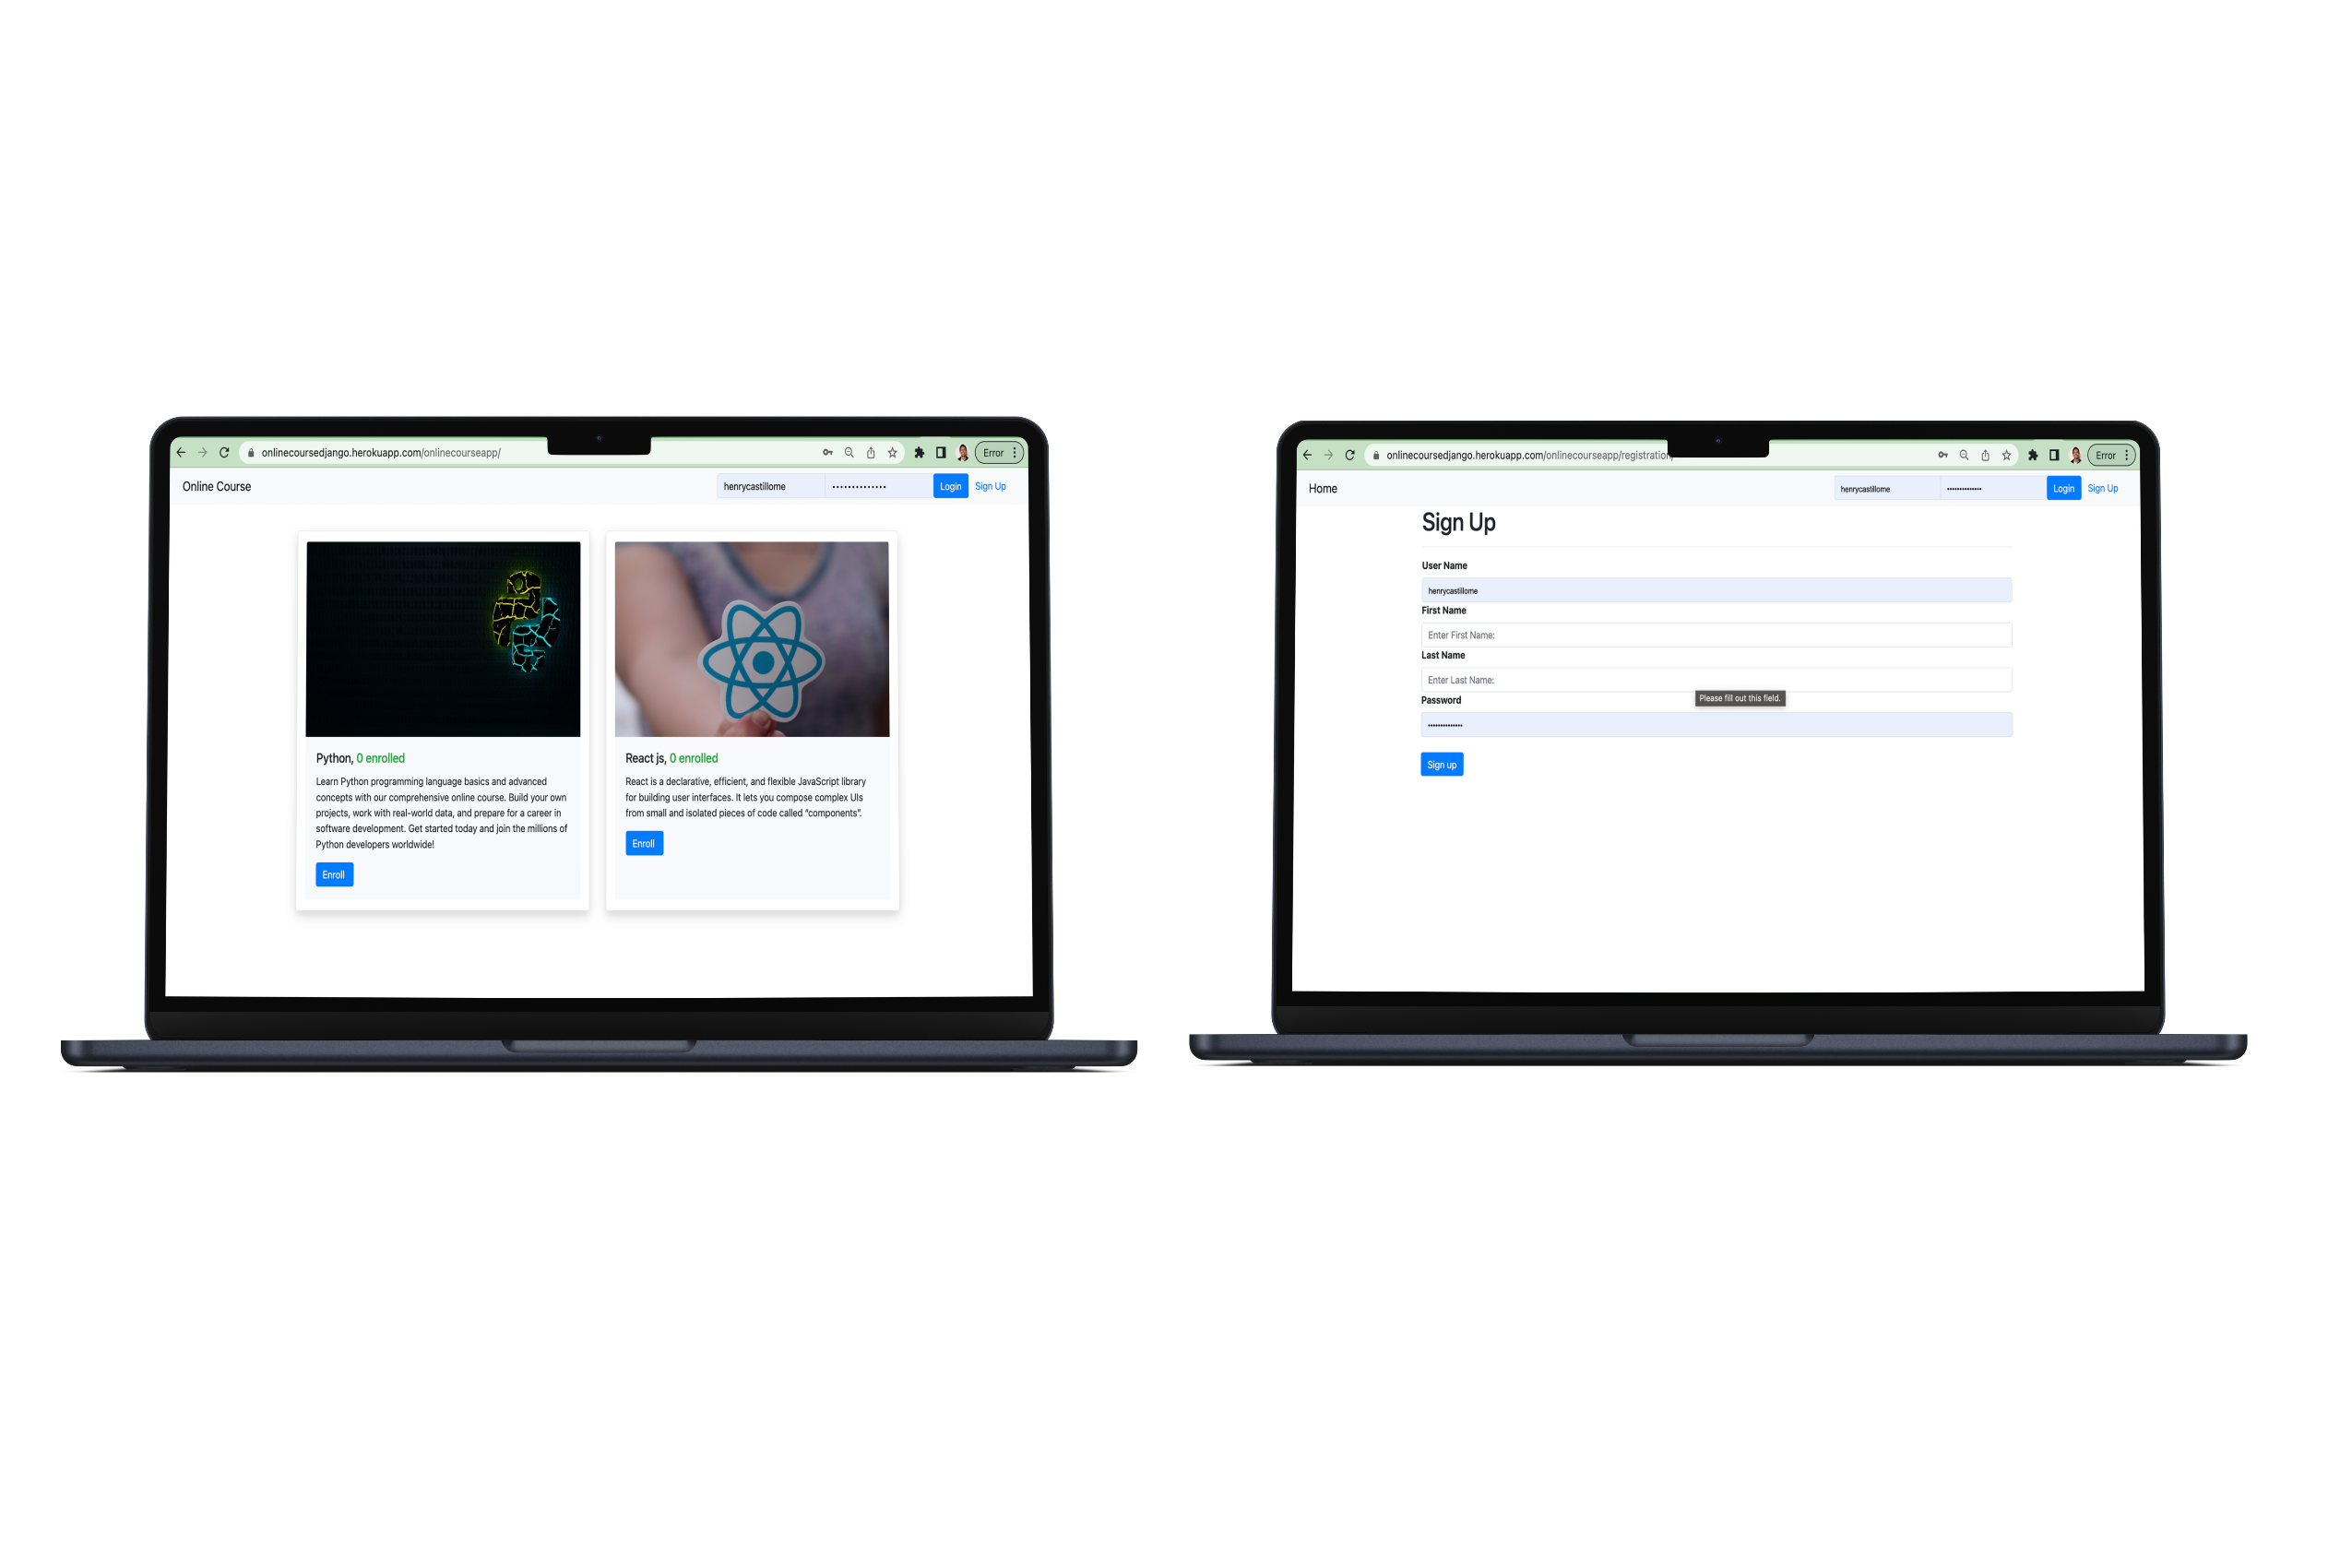 onlinecoursedjango.herokuapp.com/onlinecourseapp/
Error
Online Course
henrycastillome
••••••••••••••
Login
Sign Up
Python, 0 enrolled
Learn Python programming language basics and advanced
concepts with our comprehensive online course. Build your own
projects, work with real-world data, and prepare for a career in
software development. Get started today and join the millions of
Python developers worldwide!
Enroll
React js, 0 enrolled
React is a declarative, efficient, and flexible JavaScript library
for building user interfaces. It lets you compose complex UIs
from small and isolated pieces of code called “components”.
Enroll
onlinecoursedjango.herokuapp.com/onlinecourseapp/registration
Error
Home
henrycastillome
••••••••••••••
Login
Sign Up
Sign Up
User Name
henrycastillome
First Name
Enter First Name:
Last Name
Enter Last Name:
Please fill out this field.
Password
••••••••••••••
Sign up